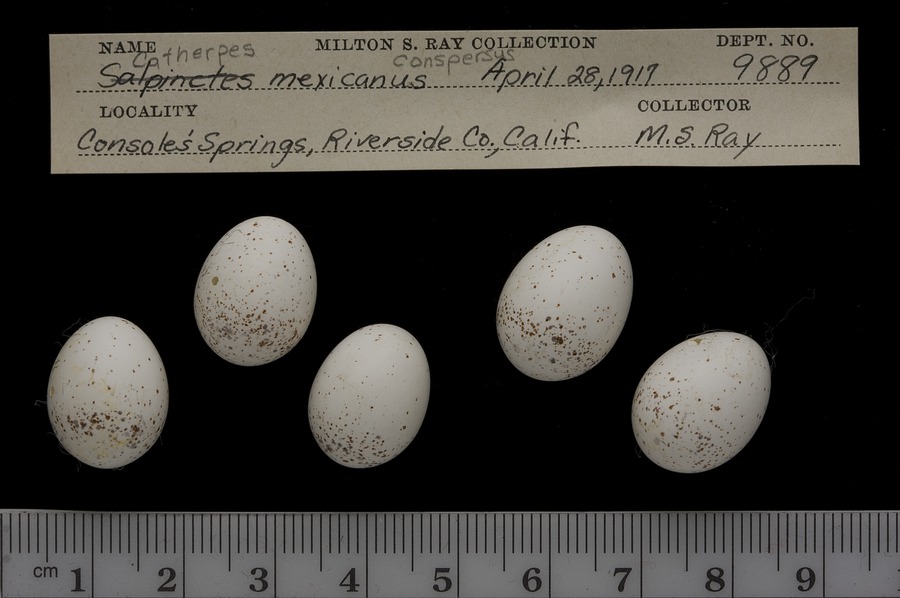 NAME MILTON S. RAY COLLECTION DEPT. NO.
Catherpes conspersus
Salpinctes mexicanus April 28, 1917 9889
LOCALITY COLLECTOR
Console's Springs, Riverside Co., Calif. M.S. Ray
cm 1 2 3 4 5 6 7 8 9